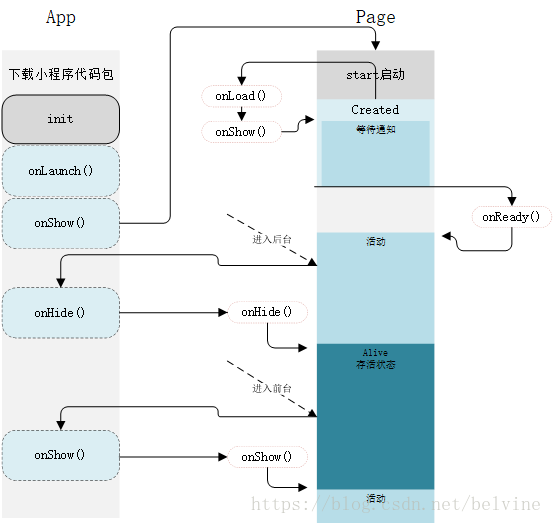 App
Page
下载小程序代码包
start启动
init
onLoad()
Created
onShow()
等待通知
onLaunch()
onShow()
onReady()
进入后台
活动
onHide()
onHide()
Alive
存活状态
进入前台
onShow()
onShow()
活动
https://blog.csdn.net/belvine